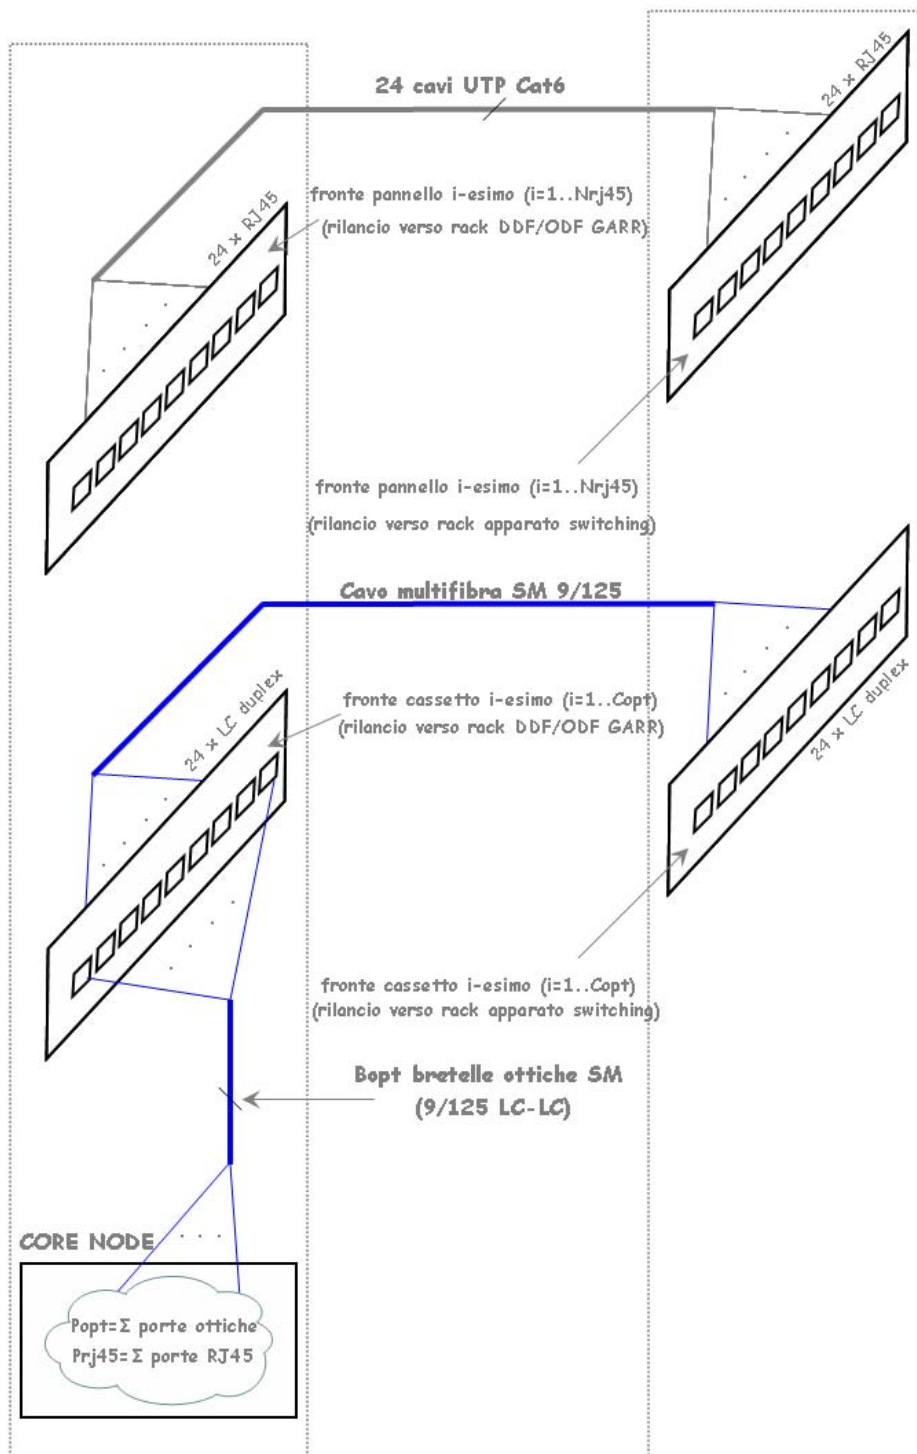 24 cavi UTP Cat6
24 x RJ45
fronte pannello i-esimo (i=1..Nrj45)
(rilancio verso rack DDF/ODF GARR)
24 x RJ45
fronte pannello i-esimo (i=1..Nrj45)
(rilancio verso rack apparato switching)
Cavo multifibra SM 9/125
24 x LC duplex
fronte cassetto i-esimo (i=1..Copt)
(rilancio verso rack DDF/ODF GARR)
24 x LC duplex
fronte cassetto i-esimo (i=1..Copt)
(rilancio verso rack apparato switching)
Bopt bretelle ottiche SM
(9/125 LC-LC)
CORE NODE
Popt=Σ porte ottiche
Prj45=Σ porte RJ45